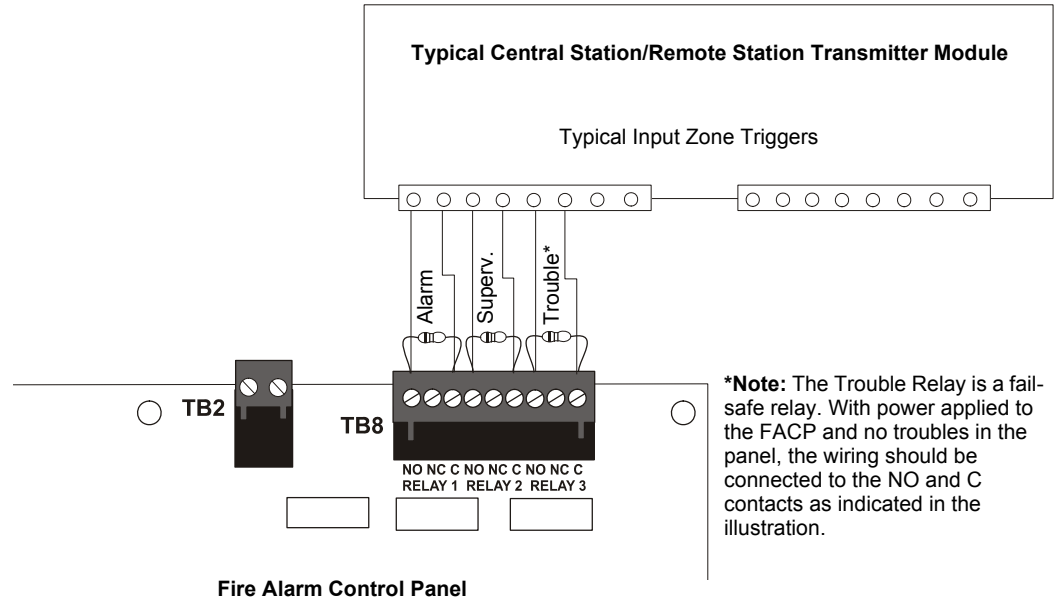 Typical Central Station/Remote Station Transmitter Module
Typical Input Zone Triggers
Alarm
Superv.
Trouble*
TB2
TB8
NO NC C NO NC C NO NC C
RELAY 1 RELAY 2 RELAY 3
*Note: The Trouble Relay is a fail-
safe relay. With power applied to
the FACP and no troubles in the
panel, the wiring should be
connected to the NO and C
contacts as indicated in the
illustration.
Fire Alarm Control Panel